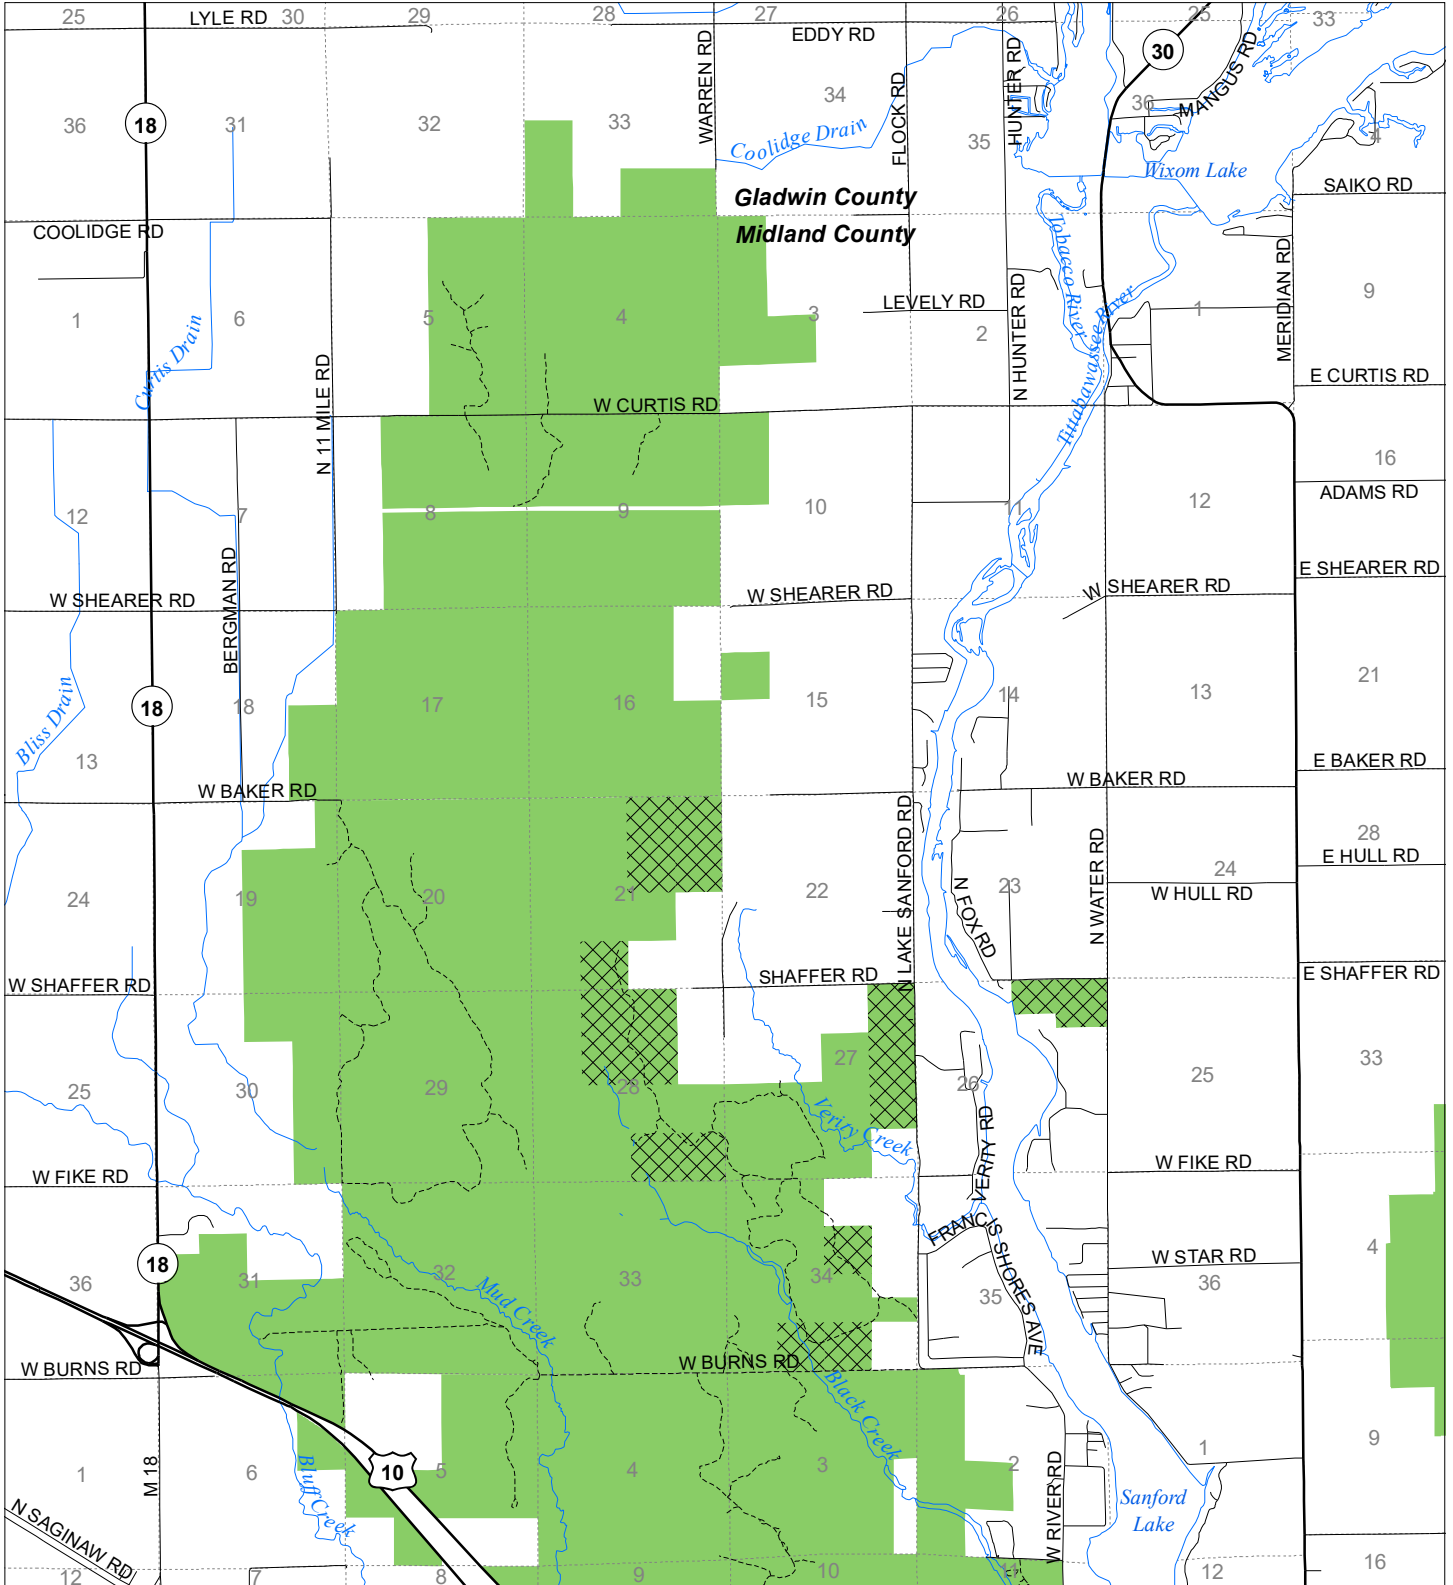 25
LYLE RD
30
29
28
27
26
25
33
EDDY RD
30
WARREN RD
FLOCK RD
HUNTER RD
MANGUS RD
36
18
31
32
33
34
35
36
4
Coolidge Drain
Wixom Lake
SAIKO RD
Gladwin County
Midland County
COOLIDGE RD
Tobacco River
Tittabawassee River
MERIDIAN RD
N HUNTER RD
LEVELY RD
1
6
5
4
3
2
1
9
Curtis Drain
N 11 MILE RD
W CURTIS RD
E CURTIS RD
16
ADAMS RD
12
7
8
9
10
11
12
BERGMAN RD
W SHEARER RD
W SHEARER RD
W SHEARER RD
E SHEARER RD
Bliss Drain
18
18
17
16
15
14
13
21
13
W BAKER RD
W BAKER RD
E BAKER RD
N LAKE SANFORD RD
N WATER RD
28
E HULL RD
24
19
20
21
22
23
24
W HULL RD
N FOX RD
W SHAFFER RD
SHAFFER RD
E SHAFFER RD
25
30
29
28
27
26
25
33
Verity Creek
VERITY RD
W FIKE RD
W FIKE RD
FRANCIS SHORES AVE
W STAR RD
18
36
31
32
33
34
35
36
4
Mud Creek
W BURNS RD
W BURNS RD
Black Creek
M 18
10
1
6
5
4
3
2
1
9
Bluff Creek
W RIVER RD
Sanford
Lake
N SAGINAW RD
12
7
8
9
10
11
12
16